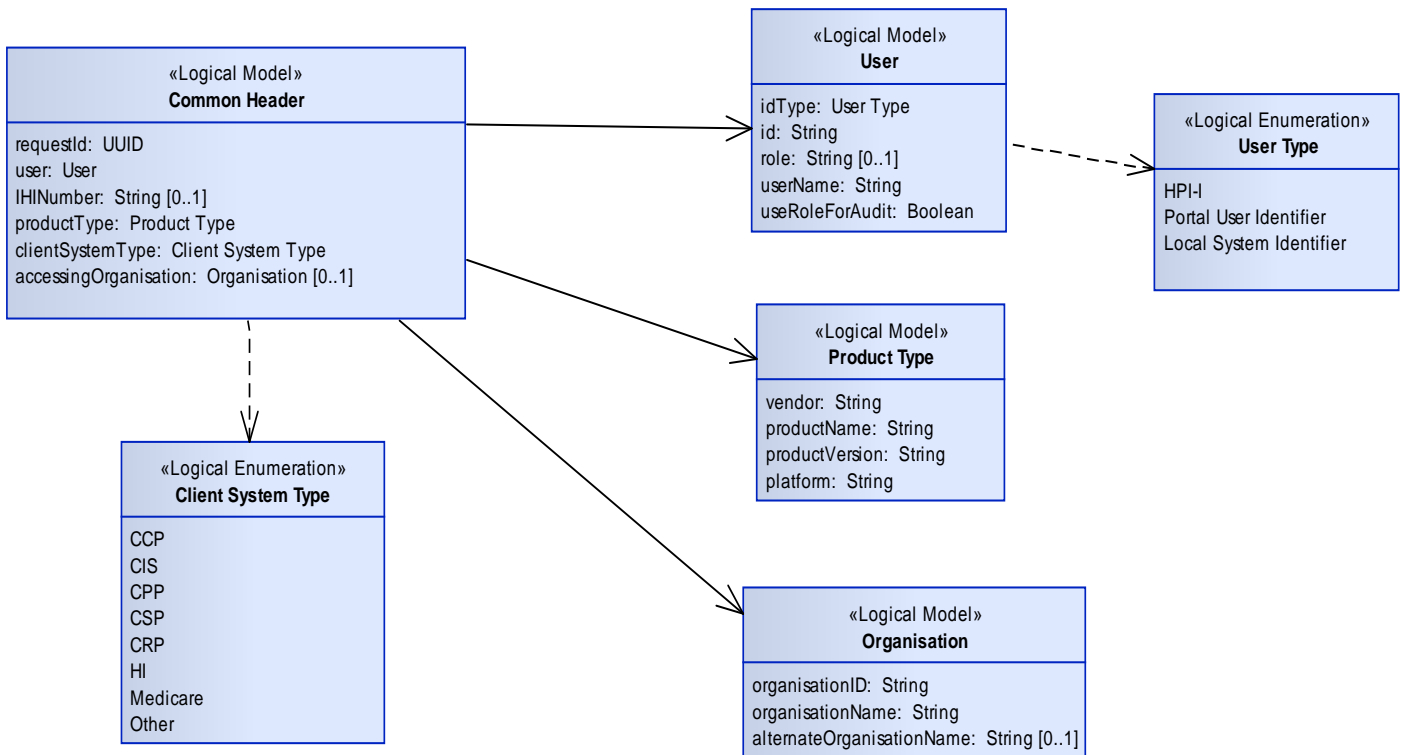 «Logical Model»
Common Header
requestId: UUID
user: User
IHINumber: String [0..1]
productType: Product Type
clientSystemType: Client System Type
accessingOrganisation: Organisation [0..1]
«Logical Model»
User
idType: User Type
id: String
role: String [0..1]
userName: String
useRoleForAudit: Boolean
«Logical Enumeration»
User Type
HPI-I
Portal User Identifier
Local System Identifier
«Logical Model»
Product Type
vendor: String
productName: String
productVersion: String
platform: String
«Logical Enumeration»
Client System Type
CCP
CIS
CPP
CSP
CRP
HI
Medicare
Other
«Logical Model»
Organisation
organisationID: String
organisationName: String
alternateOrganisationName: String [0..1]